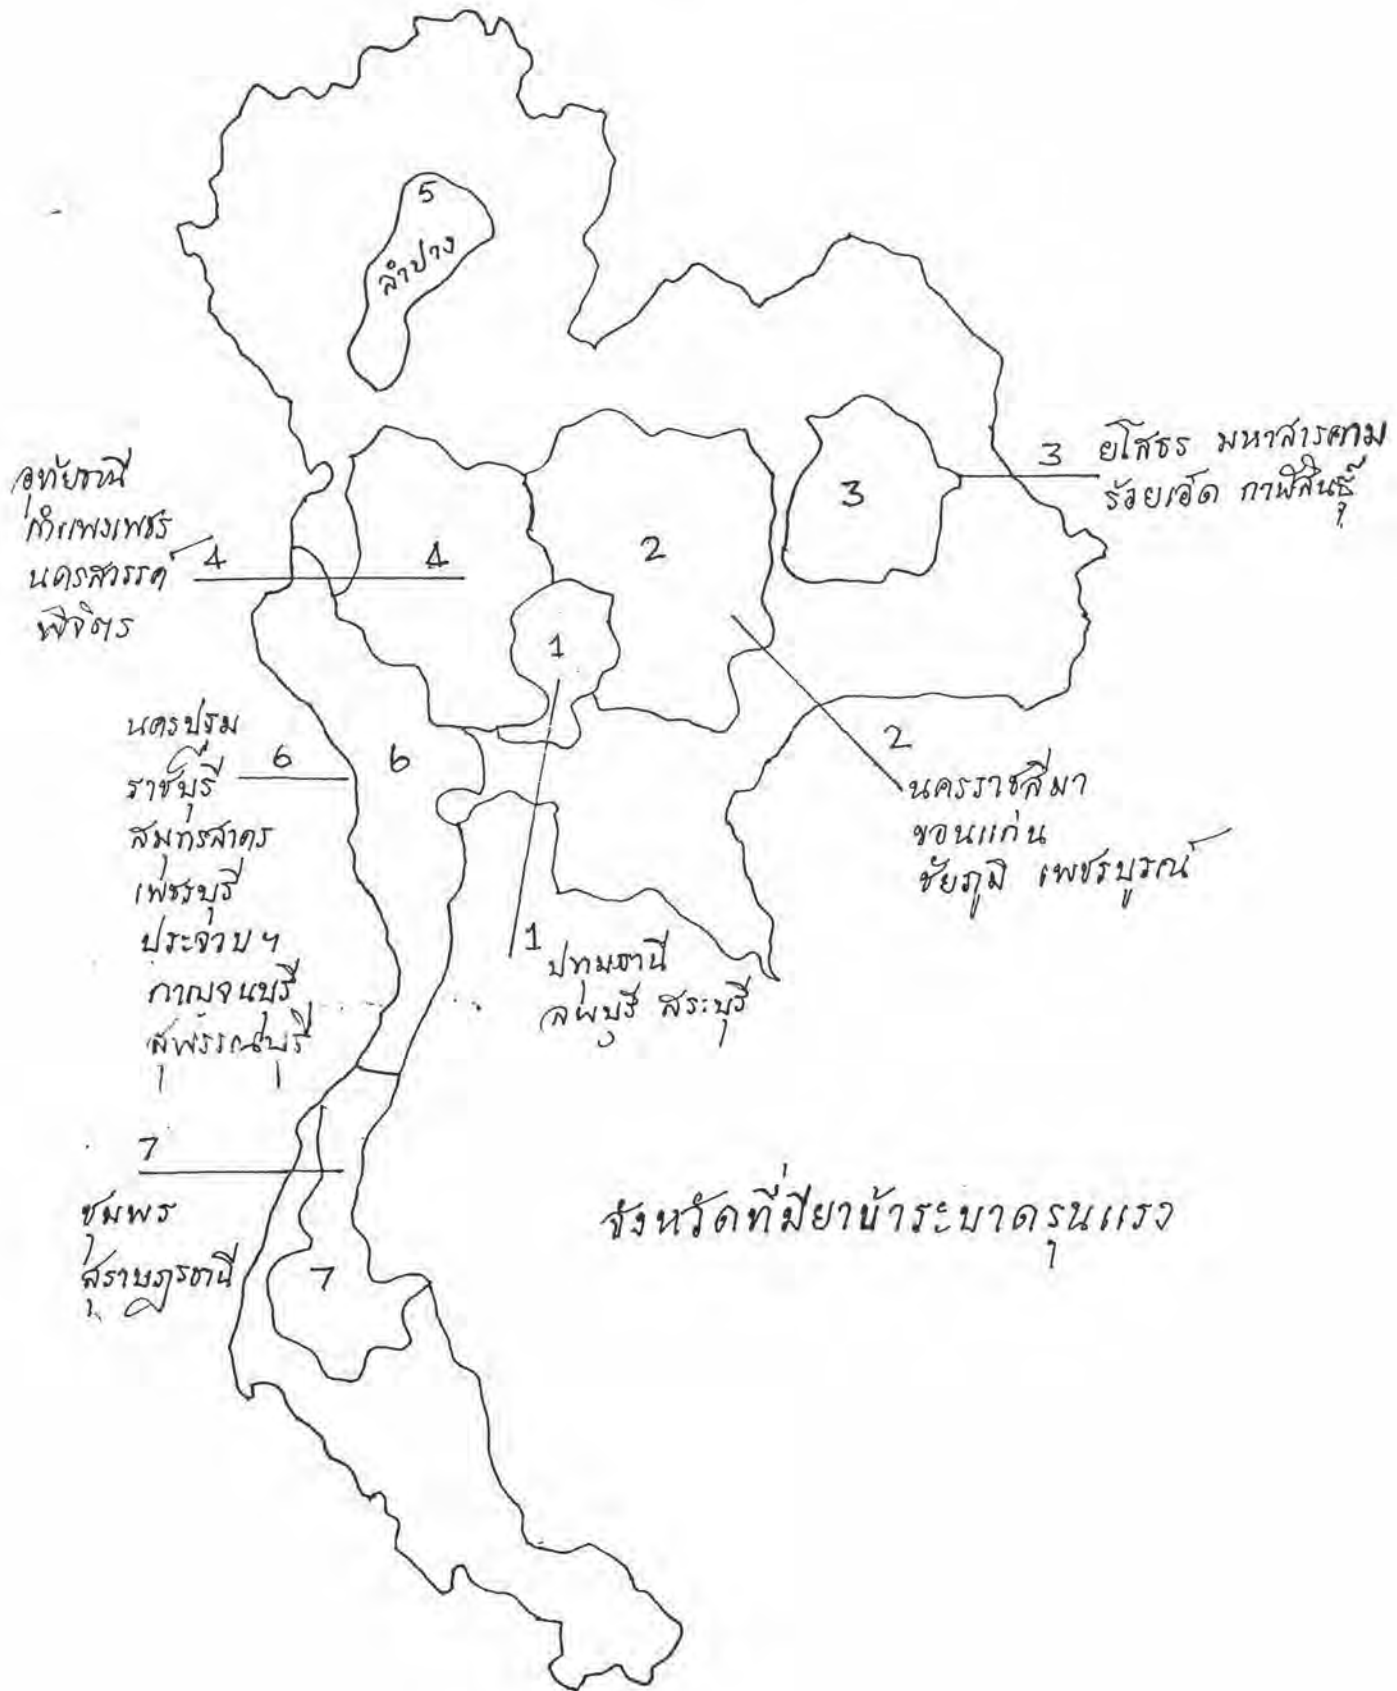 5
ลำปาง
3
ยโสธร มหาสารคาม
ร้อยเอ็ด กาฬสินธุ์
3
2
4
1
อุทัยธานี
กำแพงเพชร
นครสวรรค์
พิจิตร
4
นครปฐม
ราชบุรี
สมุทรสาคร
เพชรบุรี
ประจวบฯ
กาญจนบุรี
สุพรรณบุรี
6
6
2
นครราชสีมา
ขอนแก่น
ชัยภูมิ เพชรบูรณ์
1
ปทุมธานี
ลพบุรี สระบุรี
7
ชุมพร
สุราษฎรธานี
7
จังหวัดที่มียาบ้าระบาดรุนแรง